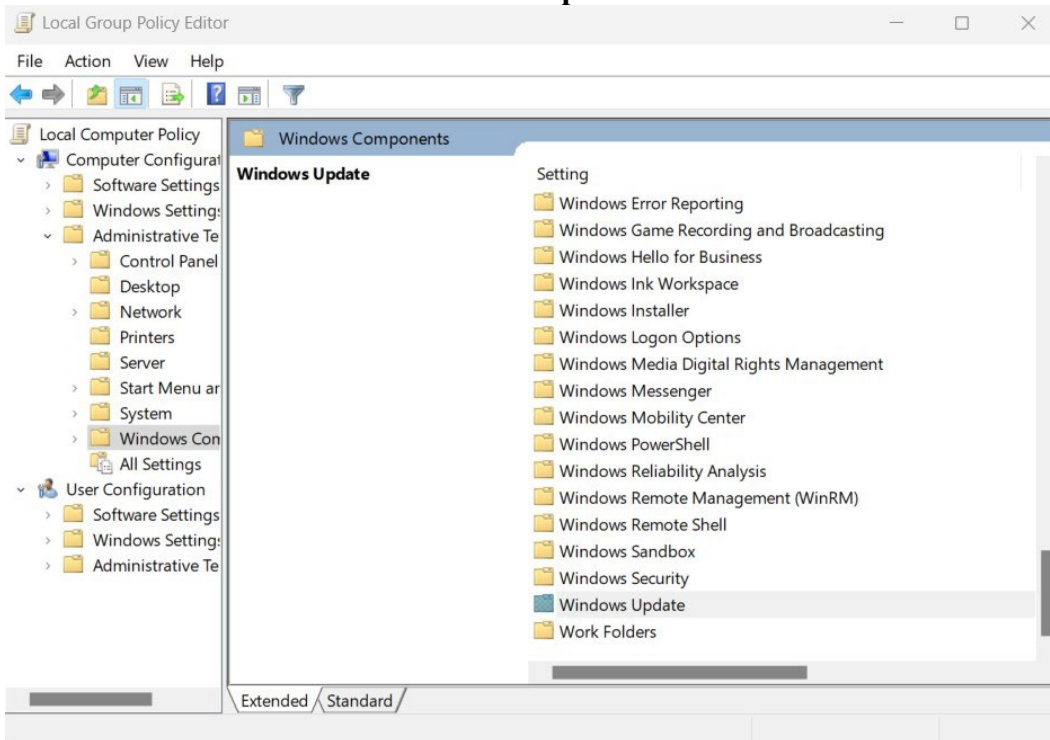 Local Group Policy Editor
File Action View Help
Local Computer Policy
Computer Configurat
Software Settings
Windows Setting
Administrative Te
Control Panel
Desktop
Network
Printers
Server
Start Menu ar
System
Windows Con
All Settings
User Configuration
Software Settings
Windows Setting
Administrative Te
Windows Components
Windows Update
Setting
Windows Error Reporting
Windows Game Recording and Broadcasting
Windows Hello for Business
Windows Ink Workspace
Windows Installer
Windows Logon Options
Windows Media Digital Rights Management
Windows Messenger
Windows Mobility Center
Windows PowerShell
Windows Reliability Analysis
Windows Remote Management (WinRM)
Windows Remote Shell
Windows Sandbox
Windows Security
Windows Update
Work Folders
Extended Standard